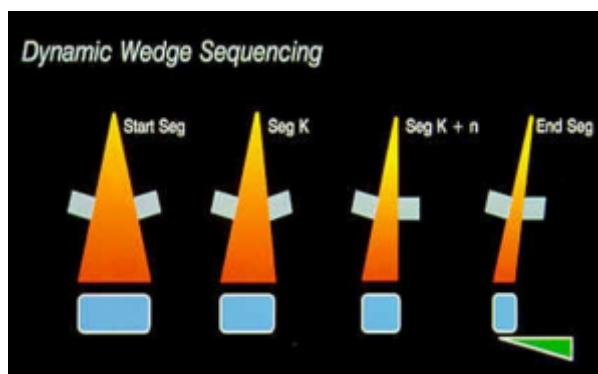 Dynamic Wedge Sequencing
Start Seg
Seg K
Seg K + n
End Seg